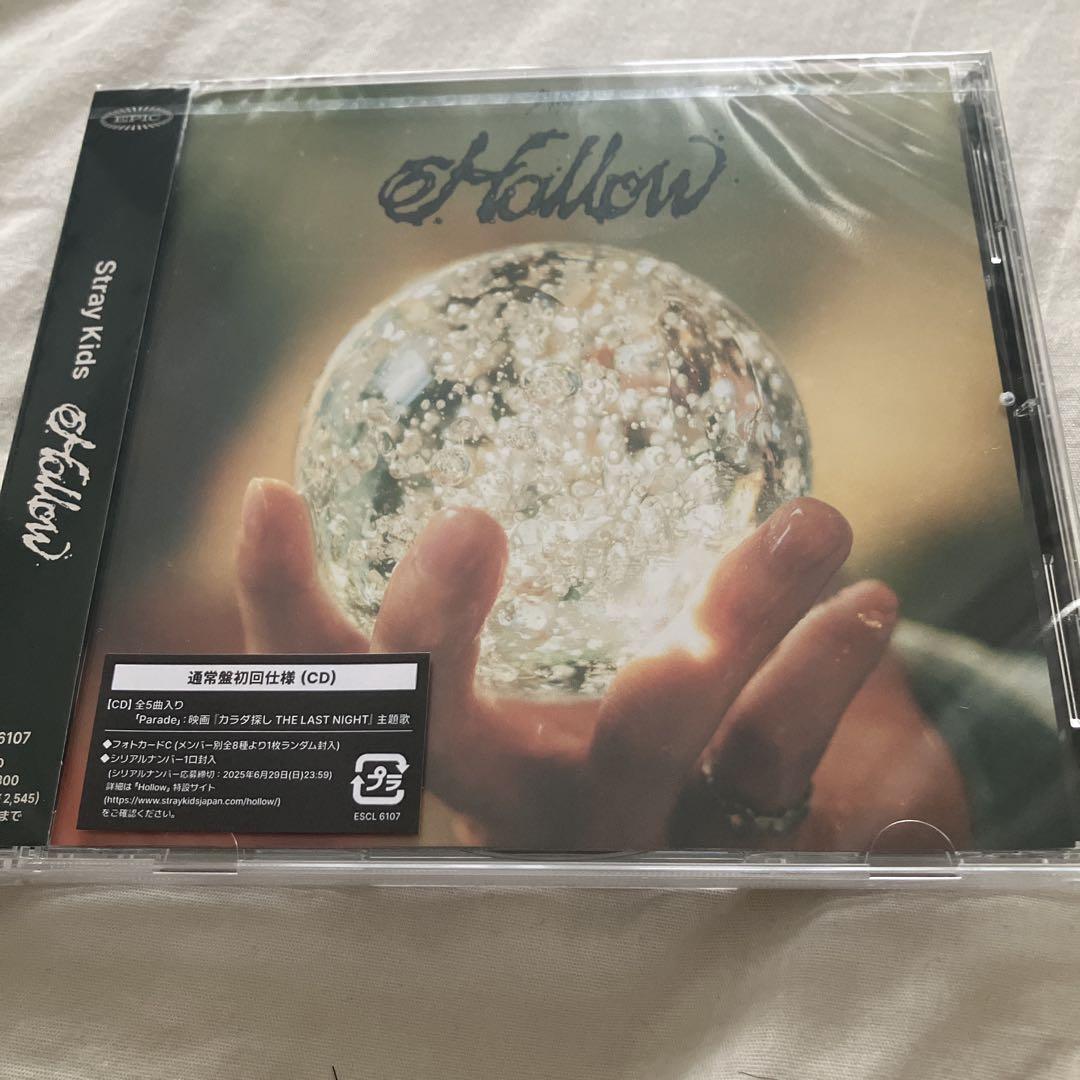 EPIC
Stray Kids
Hollow
Hollow
通常盤初回仕様 (CD)
【CD】全5曲入り
「Parade」:映画『カラダ探し THE LAST NIGHT』主題歌
◆フォトカードC (メンバー別全8種より1枚ランダム封入)
◆シリアルナンバー1口封入
(シリアルナンバー応募締切:2025年6月29日(日)23:59)
詳細は『Hollow』特設サイト
(https://www.straykidsjapan.com/hollow/)
をご確認ください。
プラ
ESCL 6107
6107
800
2,545)
まで